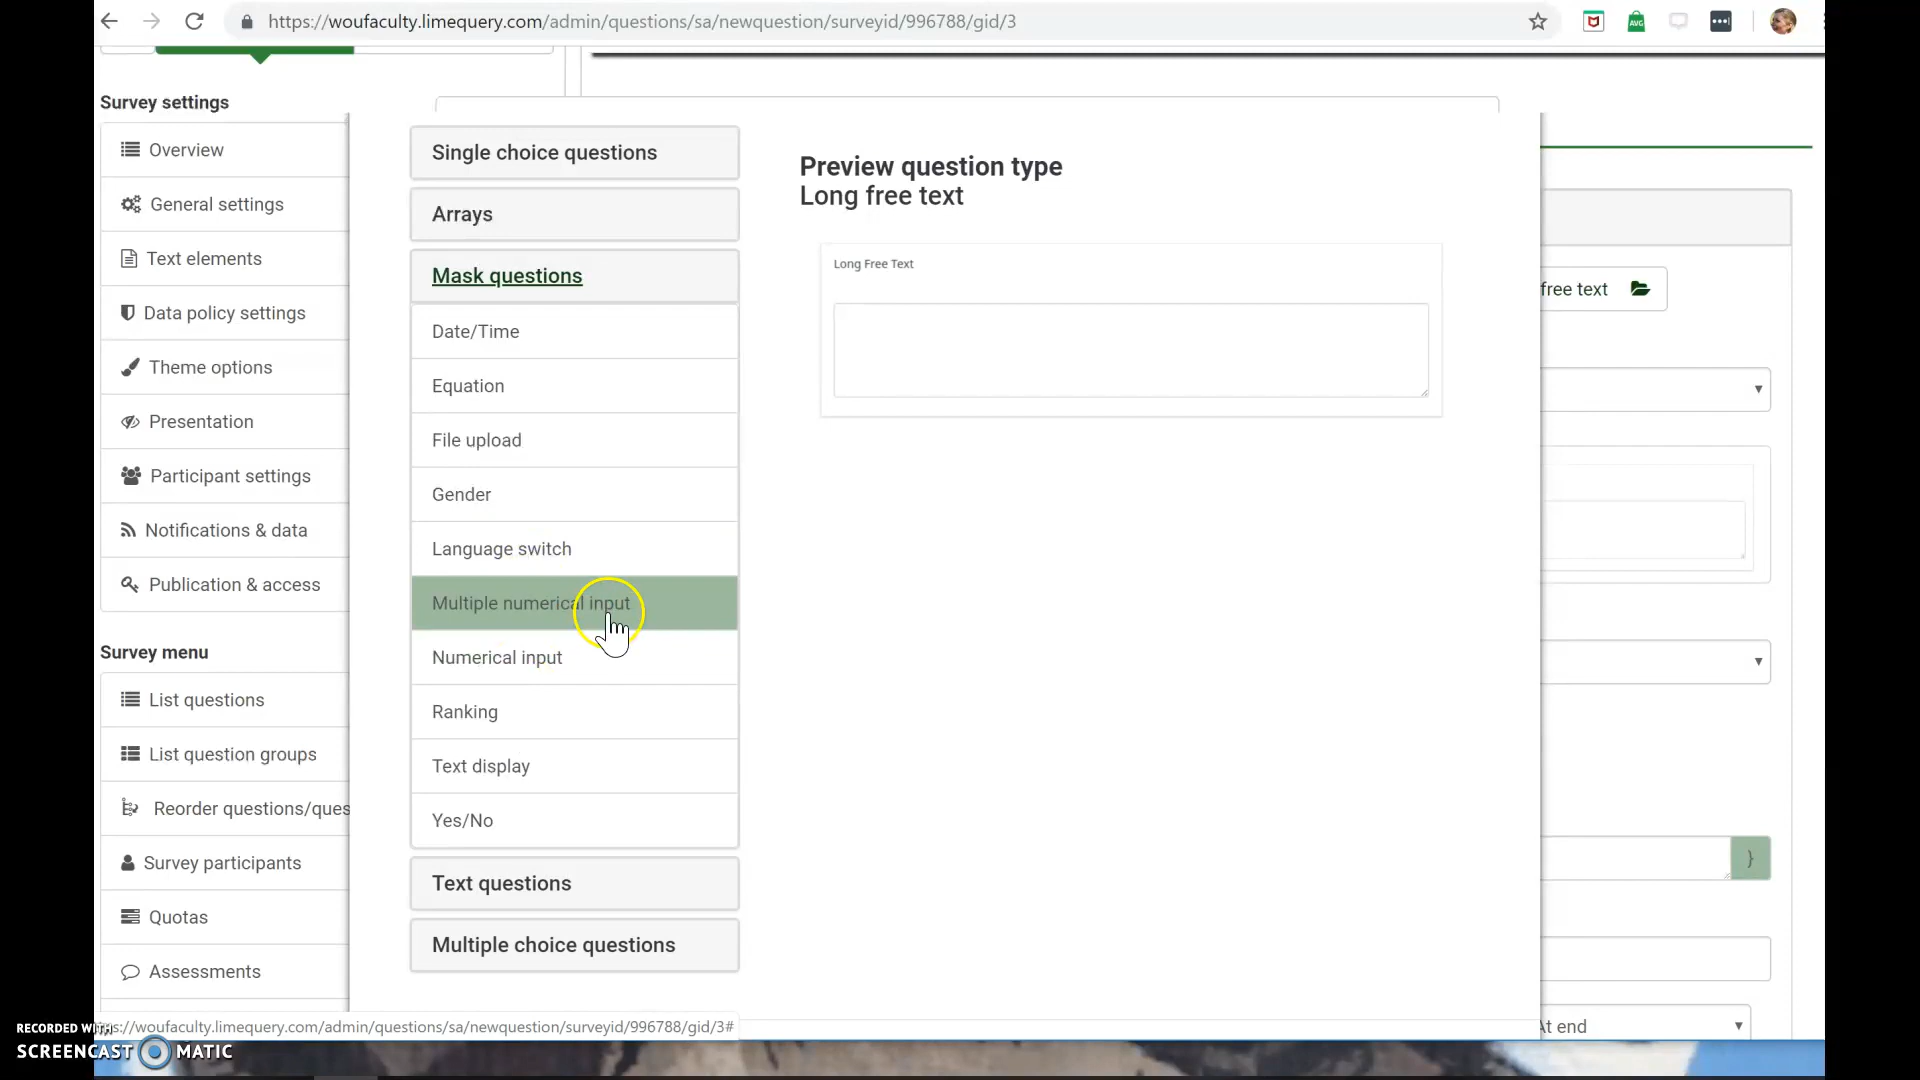 https://woufaculty.limequery.com/admin/questions/sa/newquestion/surveyid/996788/gid/3
Survey settings
Overview
General settings
Text elements
Data policy settings
Theme options
Presentation
Participant settings
Notifications & data
Publication & access
Survey menu
List questions
List question groups
Reorder questions/ques
Survey participants
Quotas
Assessments
Single choice questions
Arrays
Mask questions
Date/Time
Equation
File upload
Gender
Language switch
Multiple numerical input
Numerical input
Ranking
Text display
Yes/No
Text questions
Multiple choice questions
Preview question type
Long free text
Long Free Text
free text
}
At end
s://woufaculty.limequery.com/admin/questions/sa/newquestion/surveyid/996788/gid/3#
RECORDED WITH
SCREENCAST MATIC
AVG